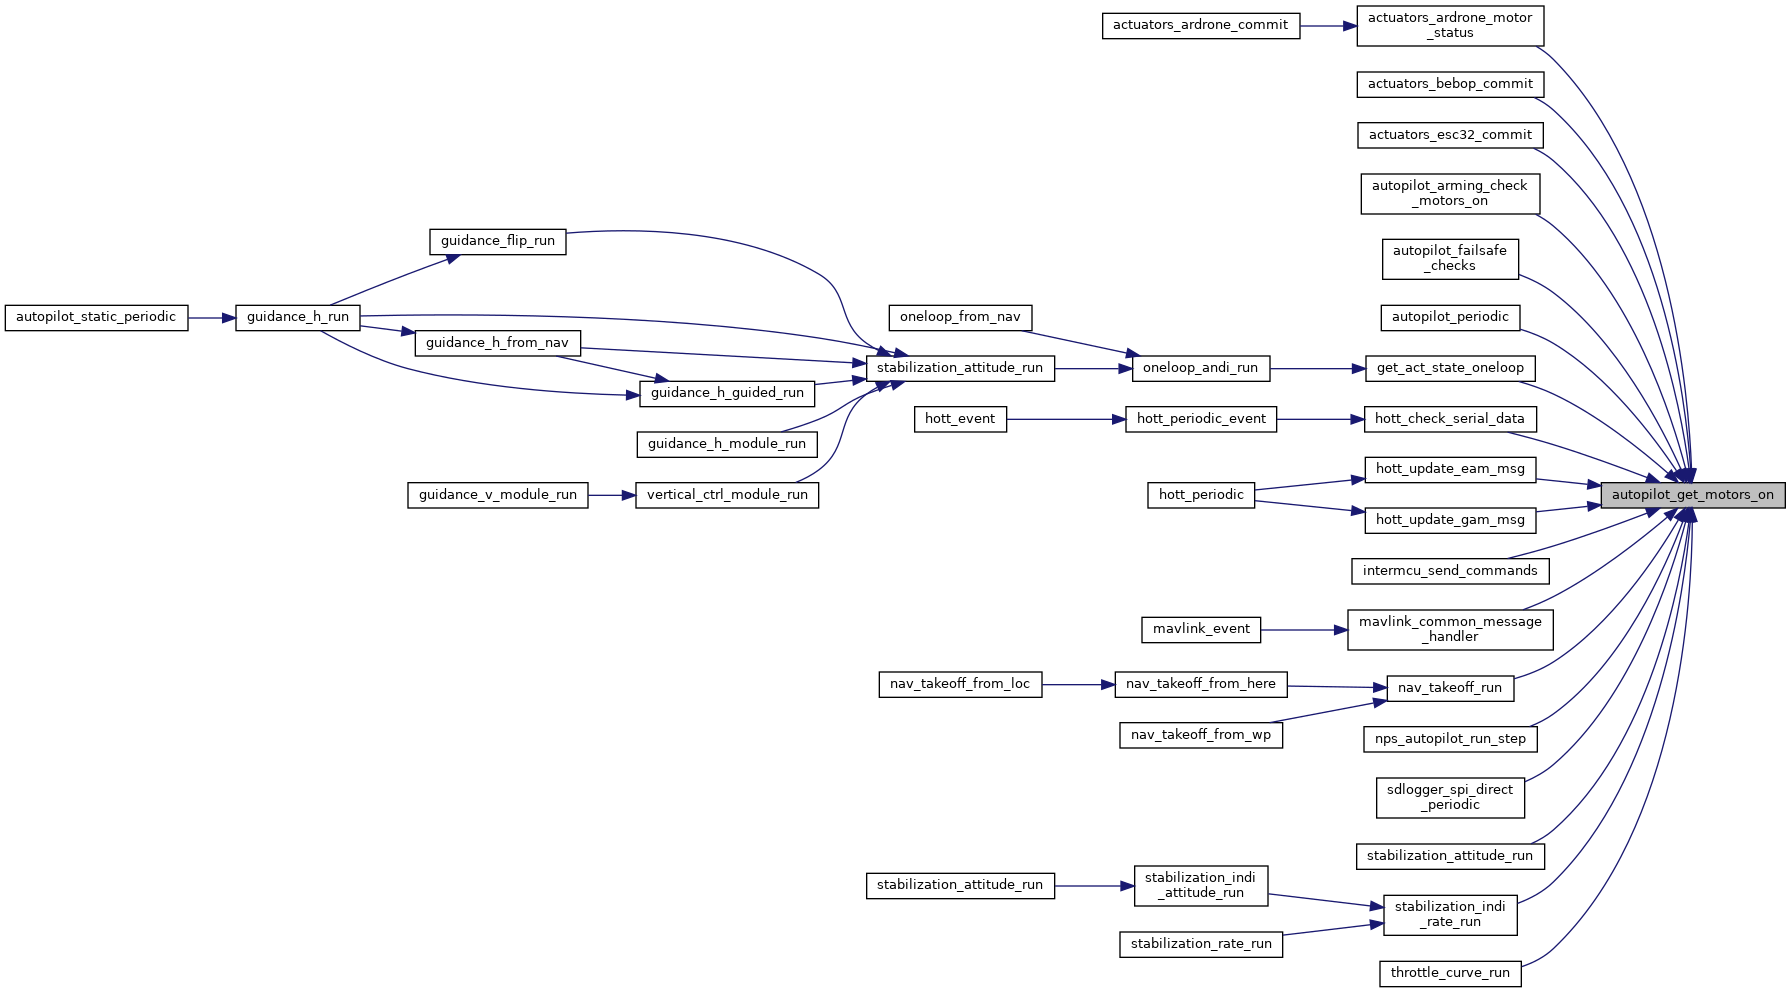 actuators_ardrone_commit
actuators_ardrone_motor
_status
actuators_bebop_commit
actuators_esc32_commit
autopilot_arming_check
_motors_on
guidance_flip_run
autopilot_failsafe
_checks
autopilot_static_periodic
guidance_h_run
oneloop_from_nav
autopilot_periodic
guidance_h_from_nav
stabilization_attitude_run
oneloop_andi_run
get_act_state_oneloop
guidance_h_guided_run
hott_event
hott_periodic_event
hott_check_serial_data
guidance_h_module_run
hott_update_eam_msg
guidance_v_module_run
vertical_ctrl_module_run
hott_periodic
autopilot_get_motors_on
hott_update_gam_msg
intermcu_send_commands
mavlink_event
mavlink_common_message
_handler
nav_takeoff_from_loc
nav_takeoff_from_here
nav_takeoff_run
nav_takeoff_from_wp
nps_autopilot_run_step
sdlogger_spi_direct
_periodic
stabilization_attitude_run
stabilization_attitude_run
stabilization_indi
_attitude_run
stabilization_indi
_rate_run
stabilization_rate_run
throttle_curve_run